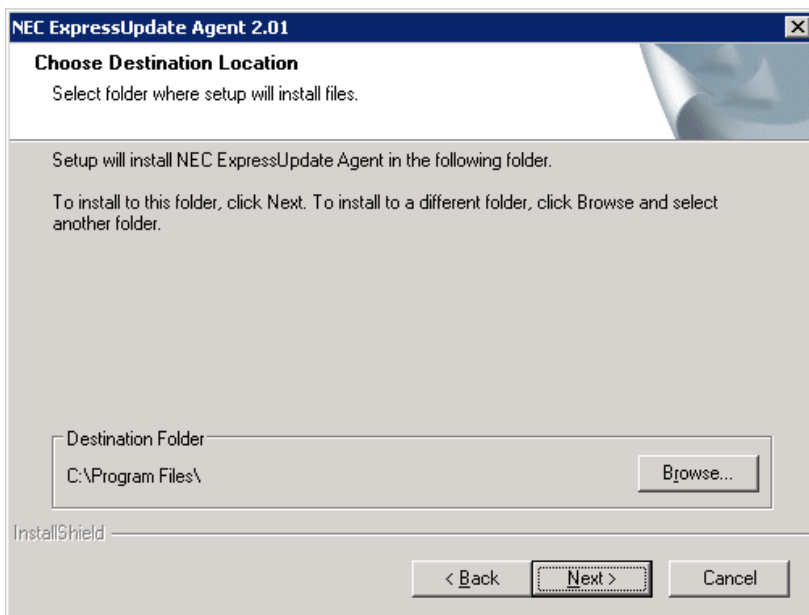 NEC ExpressUpdate Agent 2.01
Choose Destination Location
Select folder where setup will install files.
Setup will install NEC ExpressUpdate Agent in the following folder.
To install to this folder, click Next. To install to a different folder, click Browse and select
another folder.
Destination Folder
C:\Program Files\
Browse...
InstallShield
< Back
Next >
Cancel